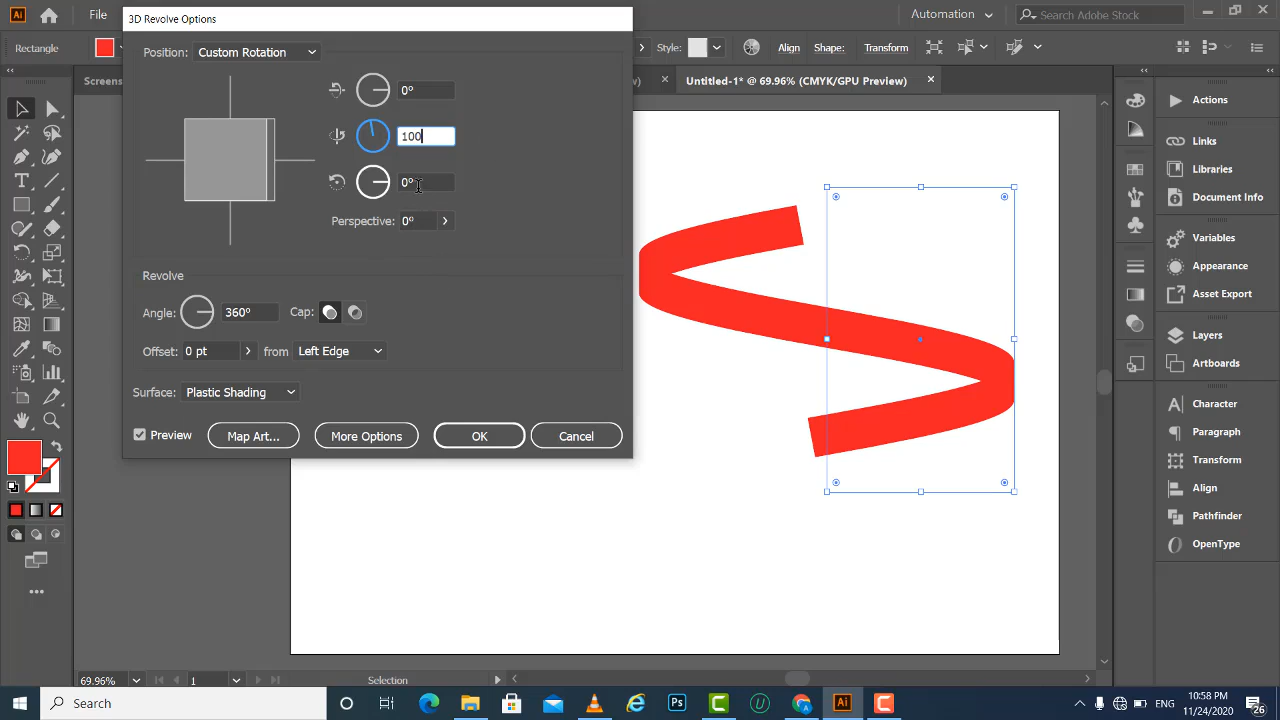 Ai
File
3D Revolve Options
Automation
Search Adobe Stock
Rectangle
Position: Custom Rotation
Style:
Align
Shape:
Transform
Screens
Untitled-1* @ 69.96% (CMYK/GPU Preview)
0°
100
0°
Perspective: 0°
Revolve
Angle: 360°
Cap:
Offset: 0 pt
from Left Edge
Surface: Plastic Shading
Preview
Map Art...
More Options
OK
Cancel
Actions
Links
Libraries
Document Info
Variables
Appearance
Asset Export
Layers
Artboards
Character
Paragraph
Transform
Align
Pathfinder
OpenType
69.96%
1
Selection
Search
Ps
Ai
ENG
10:58 PM
11/24/2020
26